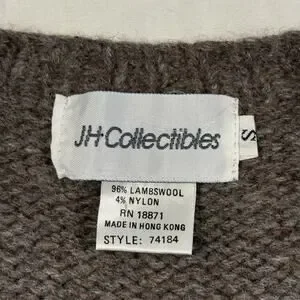 JH Collectibles
S
96% LAMBSWOOL
4% NYLON
RN 18871
MADE IN HONG KONG
STYLE: 74184